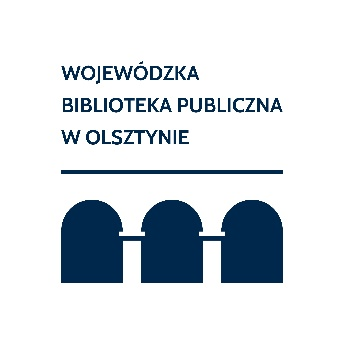 WOJEWÓDZKA
BIBLIOTEKA PUBLICZNA
W OLSZTYNIE